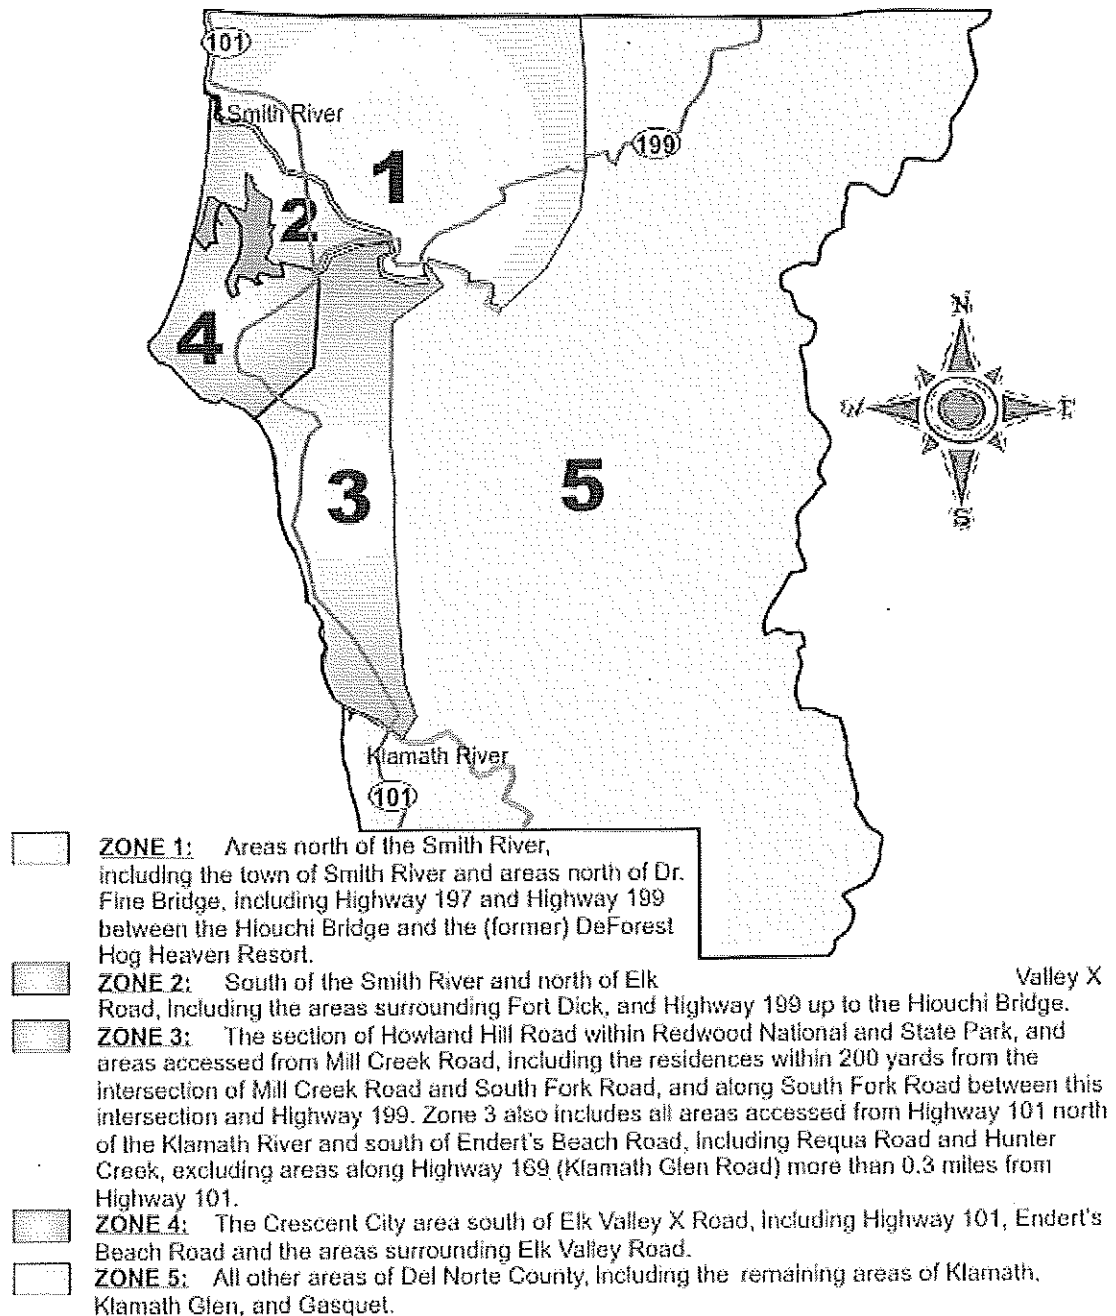 101
Smith River
199
1
2
N
4
W E
3
5
S
Klamath River
101
ZONE 1: Areas north of the Smith River,
including the town of Smith River and areas north of Dr.
Fine Bridge, including Highway 197 and Highway 199
between the Hiouchi Bridge and the (former) DeForest
Hog Heaven Resort.
ZONE 2: South of the Smith River and north of Elk Valley X
Road, including the areas surrounding Fort Dick, and Highway 199 up to the Hiouchi Bridge.
ZONE 3: The section of Howland Hill Road within Redwood National and State Park, and
areas accessed from Mill Creek Road, including the residences within 200 yards from the
intersection of Mill Creek Road and South Fork Road, and along South Fork Road between this
intersection and Highway 199. Zone 3 also includes all areas accessed from Highway 101 north
of the Klamath River and south of Endert's Beach Road, including Requa Road and Hunter
Creek, excluding areas along Highway 169 (Klamath Glen Road) more than 0.3 miles from
Highway 101.
ZONE 4: The Crescent City area south of Elk Valley X Road, including Highway 101, Endert's
Beach Road and the areas surrounding Elk Valley Road.
ZONE 5: All other areas of Del Norte County, including the remaining areas of Klamath,
Klamath Glen, and Gasquet.